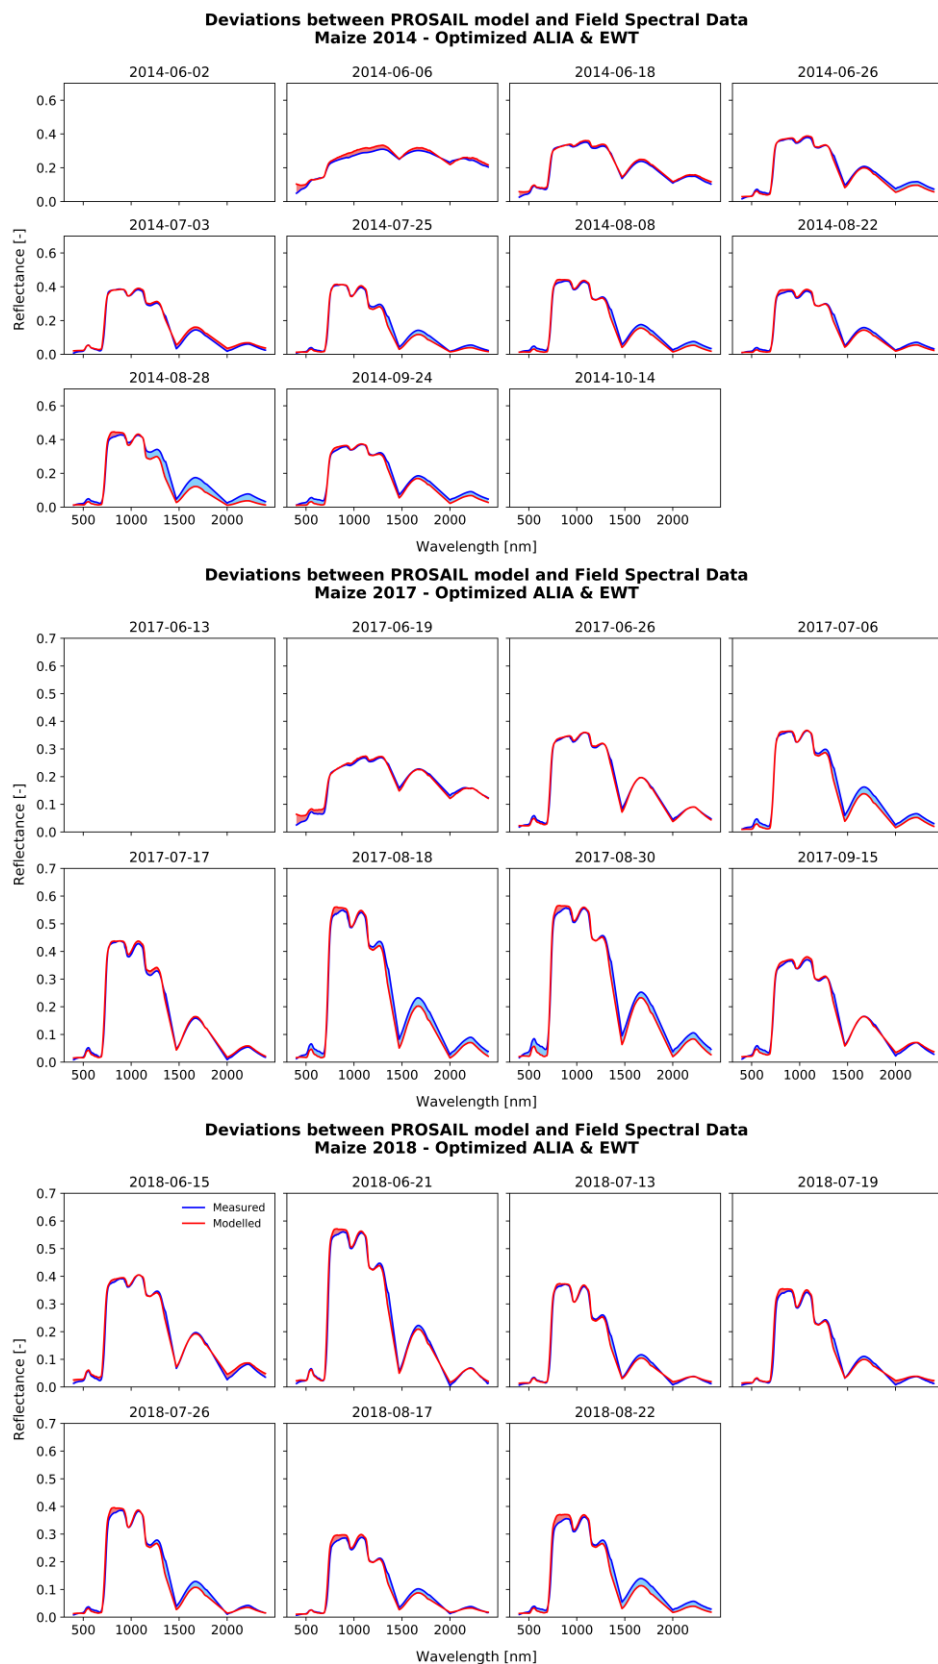 Deviations between PROSAIL model and Field Spectral Data
Maize 2014 - Optimized ALIA & EWT
2014-06-02 2014-06-06 2014-06-18 2014-06-26
0.6
0.4
0.2
0.0
2014-07-03 2014-07-25 2014-08-08 2014-08-22
0.6
0.4
0.2
0.0
Reflectance [-]
2014-08-28 2014-09-24 2014-10-14
0.6
0.4
0.2
0.0
500 1000 1500 2000 500 1000 1500 2000 500 1000 1500 2000 500 1000 1500 2000
Wavelength [nm]
Deviations between PROSAIL model and Field Spectral Data
Maize 2017 - Optimized ALIA & EWT
2017-06-13 2017-06-19 2017-06-26 2017-07-06
0.7
0.6
0.5
0.4
0.3
0.2
0.1
0.0
Reflectance [-]
2017-07-17 2017-08-18 2017-08-30 2017-09-15
0.7
0.6
0.5
0.4
0.3
0.2
0.1
0.0
500 1000 1500 2000 500 1000 1500 2000 500 1000 1500 2000 500 1000 1500 2000
Wavelength [nm]
Deviations between PROSAIL model and Field Spectral Data
Maize 2018 - Optimized ALIA & EWT
2018-06-15 2018-06-21 2018-07-13 2018-07-19
Measured
Modelled
0.7
0.6
0.5
0.4
0.3
0.2
0.1
0.0
Reflectance [-]
2018-07-26 2018-08-17 2018-08-22
0.7
0.6
0.5
0.4
0.3
0.2
0.1
0.0
500 1000 1500 2000 500 1000 1500 2000 500 1000 1500 2000
Wavelength [nm]